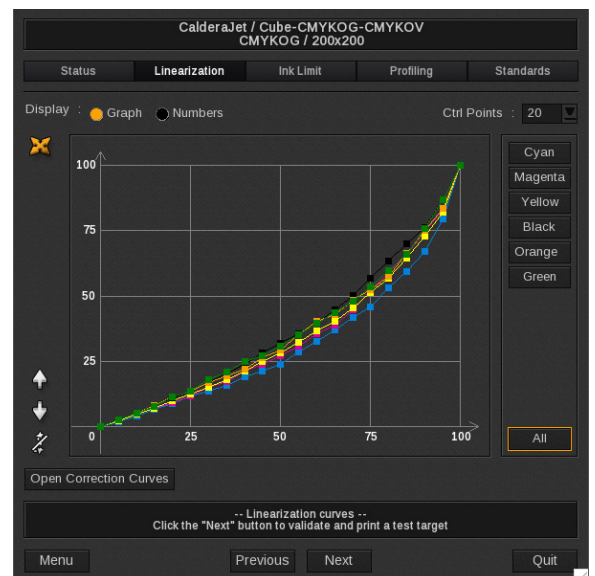 CalderaJet / Cube-CMYKOG-CMYKOV
CMYKOG / 200x200
Status Linearization Ink Limit Profiling Standards
Display : Graph Numbers Ctrl Points : 20
100
75
50
25
0 25 50 75 100
Cyan
Magenta
Yellow
Black
Orange
Green
All
Open Correction Curves
-- Linearization curves --
Click the "Next" button to validate and print a test target
Menu Previous Next Quit